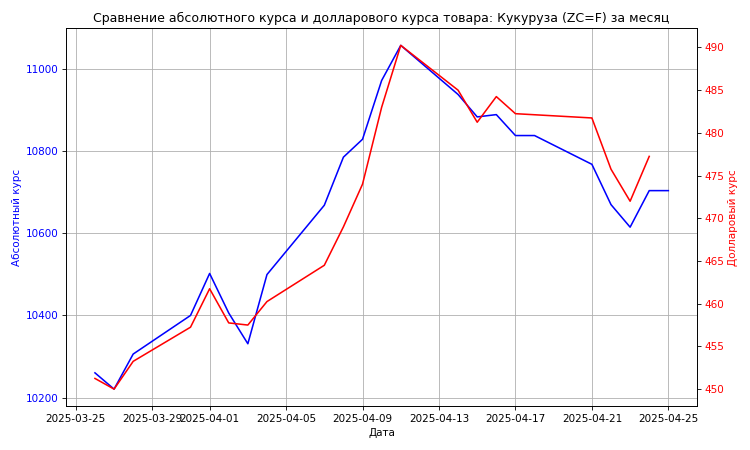 Сравнение абсолютного курса и долларового курса товара: Кукуруза (ZC=F) за месяц
Абсолютный курс
11000
10800
10600
10400
10200
490
485
480
475
470
465
460
455
450
Долларовый курс
2025-03-25 2025-03-29 2025-04-01 2025-04-05 2025-04-09 2025-04-13 2025-04-17 2025-04-21 2025-04-25
Дата